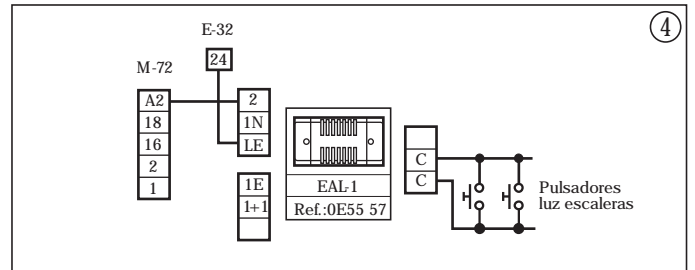 4
E-32
24
M-72
A2
18
16
2
1
2
1N
LE
1E
1+1
EAL-1
Ref.:0E55 57
C
C
Pulsadores
luz escaleras